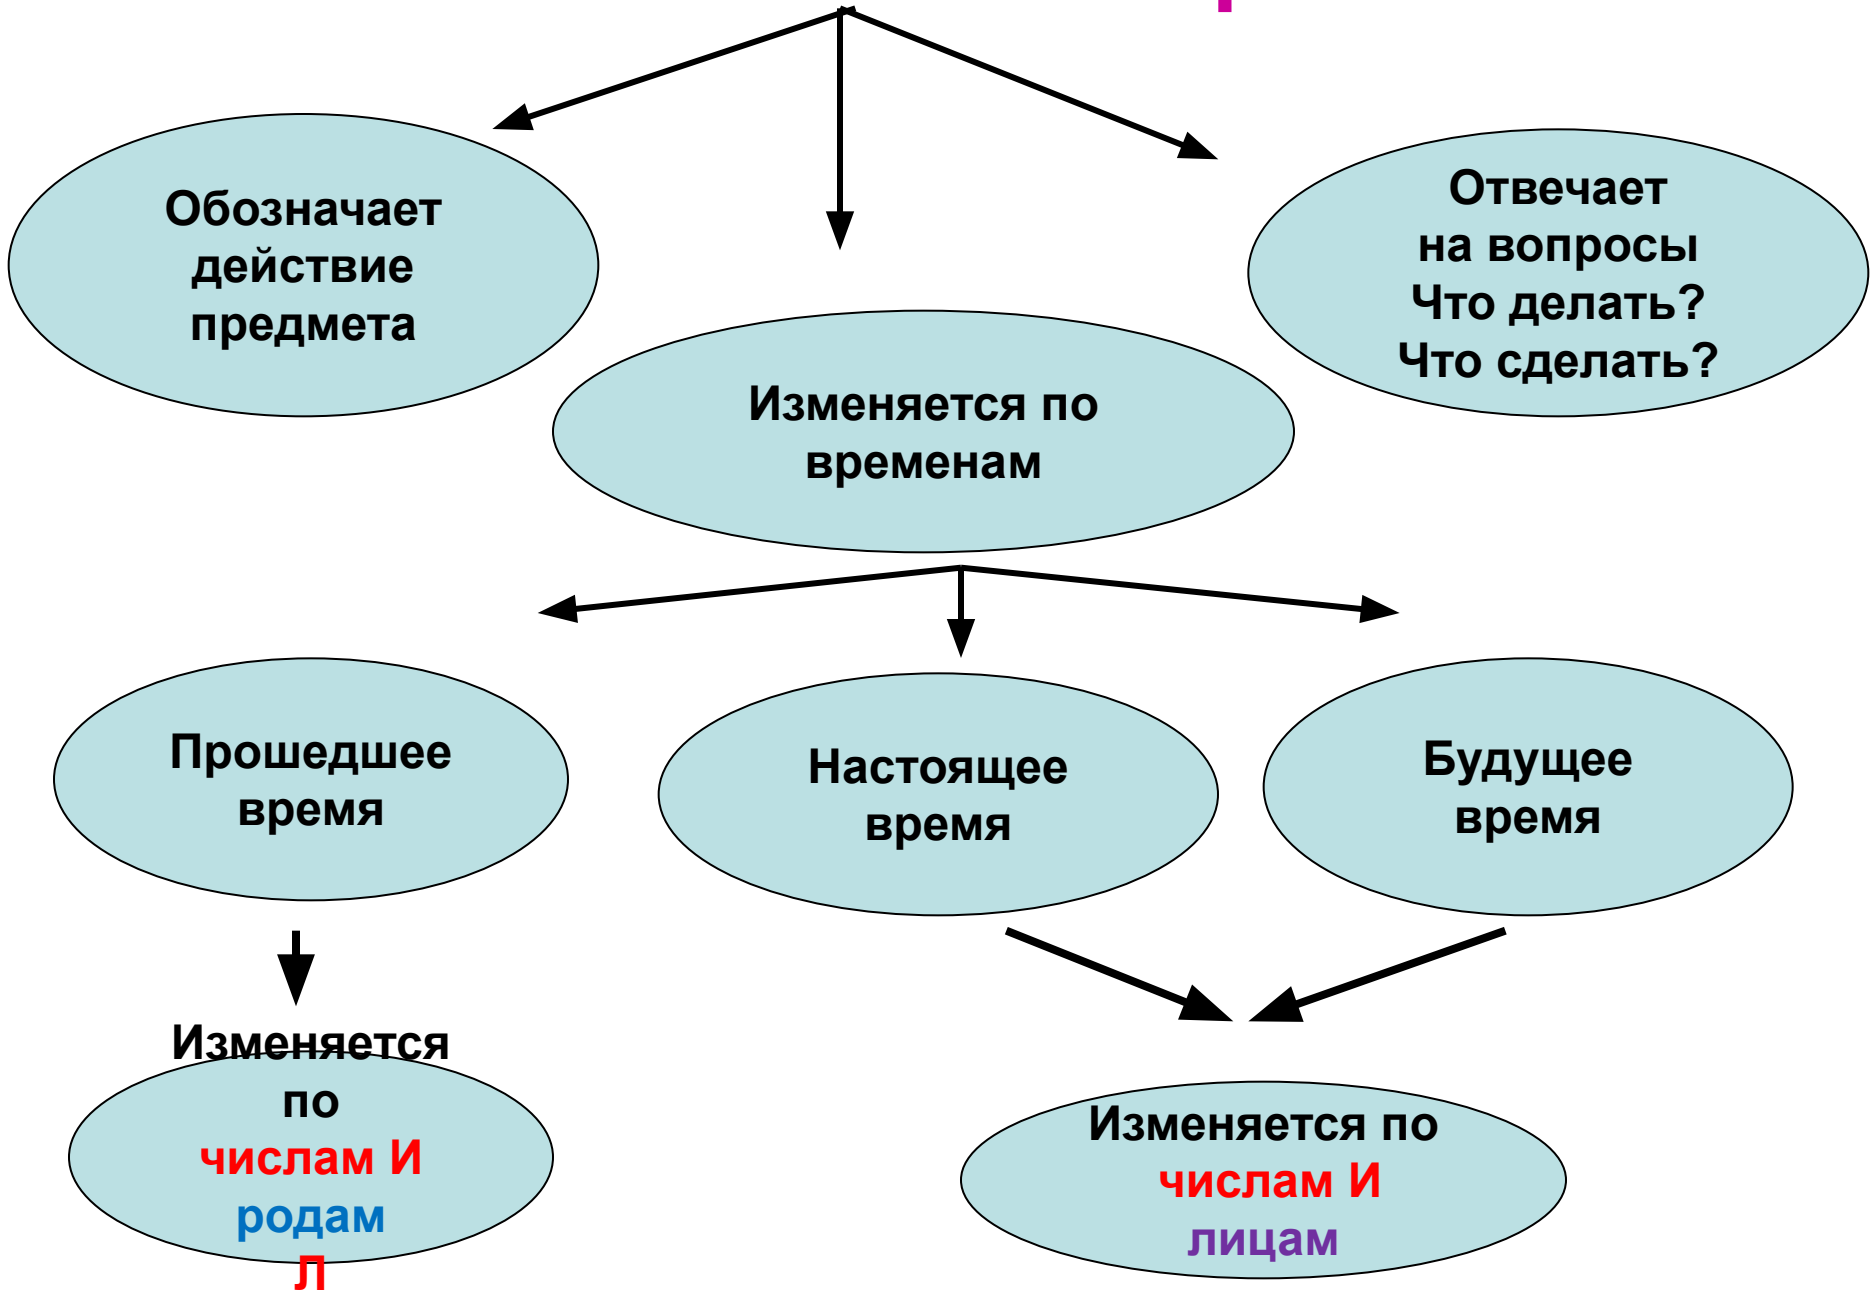 Обозначает
действие
предмета
Отвечает
на вопросы
Что делать?
Что сделать?
Изменяется по
временам
Прошедшее
время
Настоящее
время
Будущее
время
Изменяется
по
числам И
родам
Л
Изменяется по
числам И
лицам